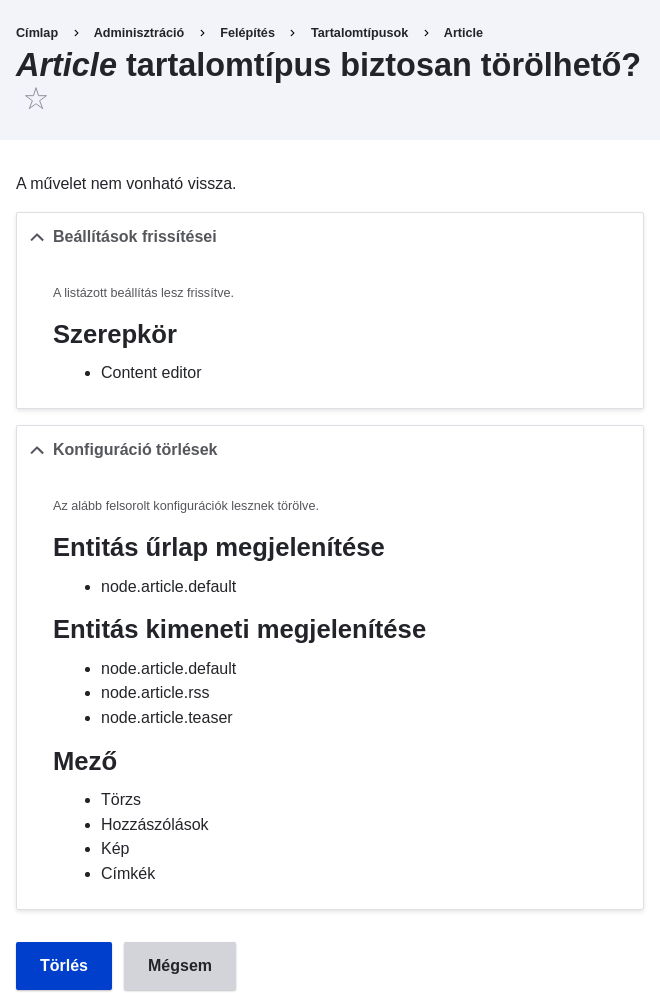 Címlap › Adminisztráció › Felépítés › Tartalomtípusok › Article
Article tartalomtípus biztosan törölhető?
A művelet nem vonható vissza.
Beállítások frissítései
A listázott beállítás lesz frissítve.
Szerepkör
Content editor
Konfiguráció törlések
Az alább felsorolt konfigurációk lesznek törölve.
Entitás űrlap megjelenítése
node.article.default
Entitás kimeneti megjelenítése
node.article.default
node.article.rss
node.article.teaser
Mező
Törzs
Hozzászólások
Kép
Címkék
Törlés Mégsem